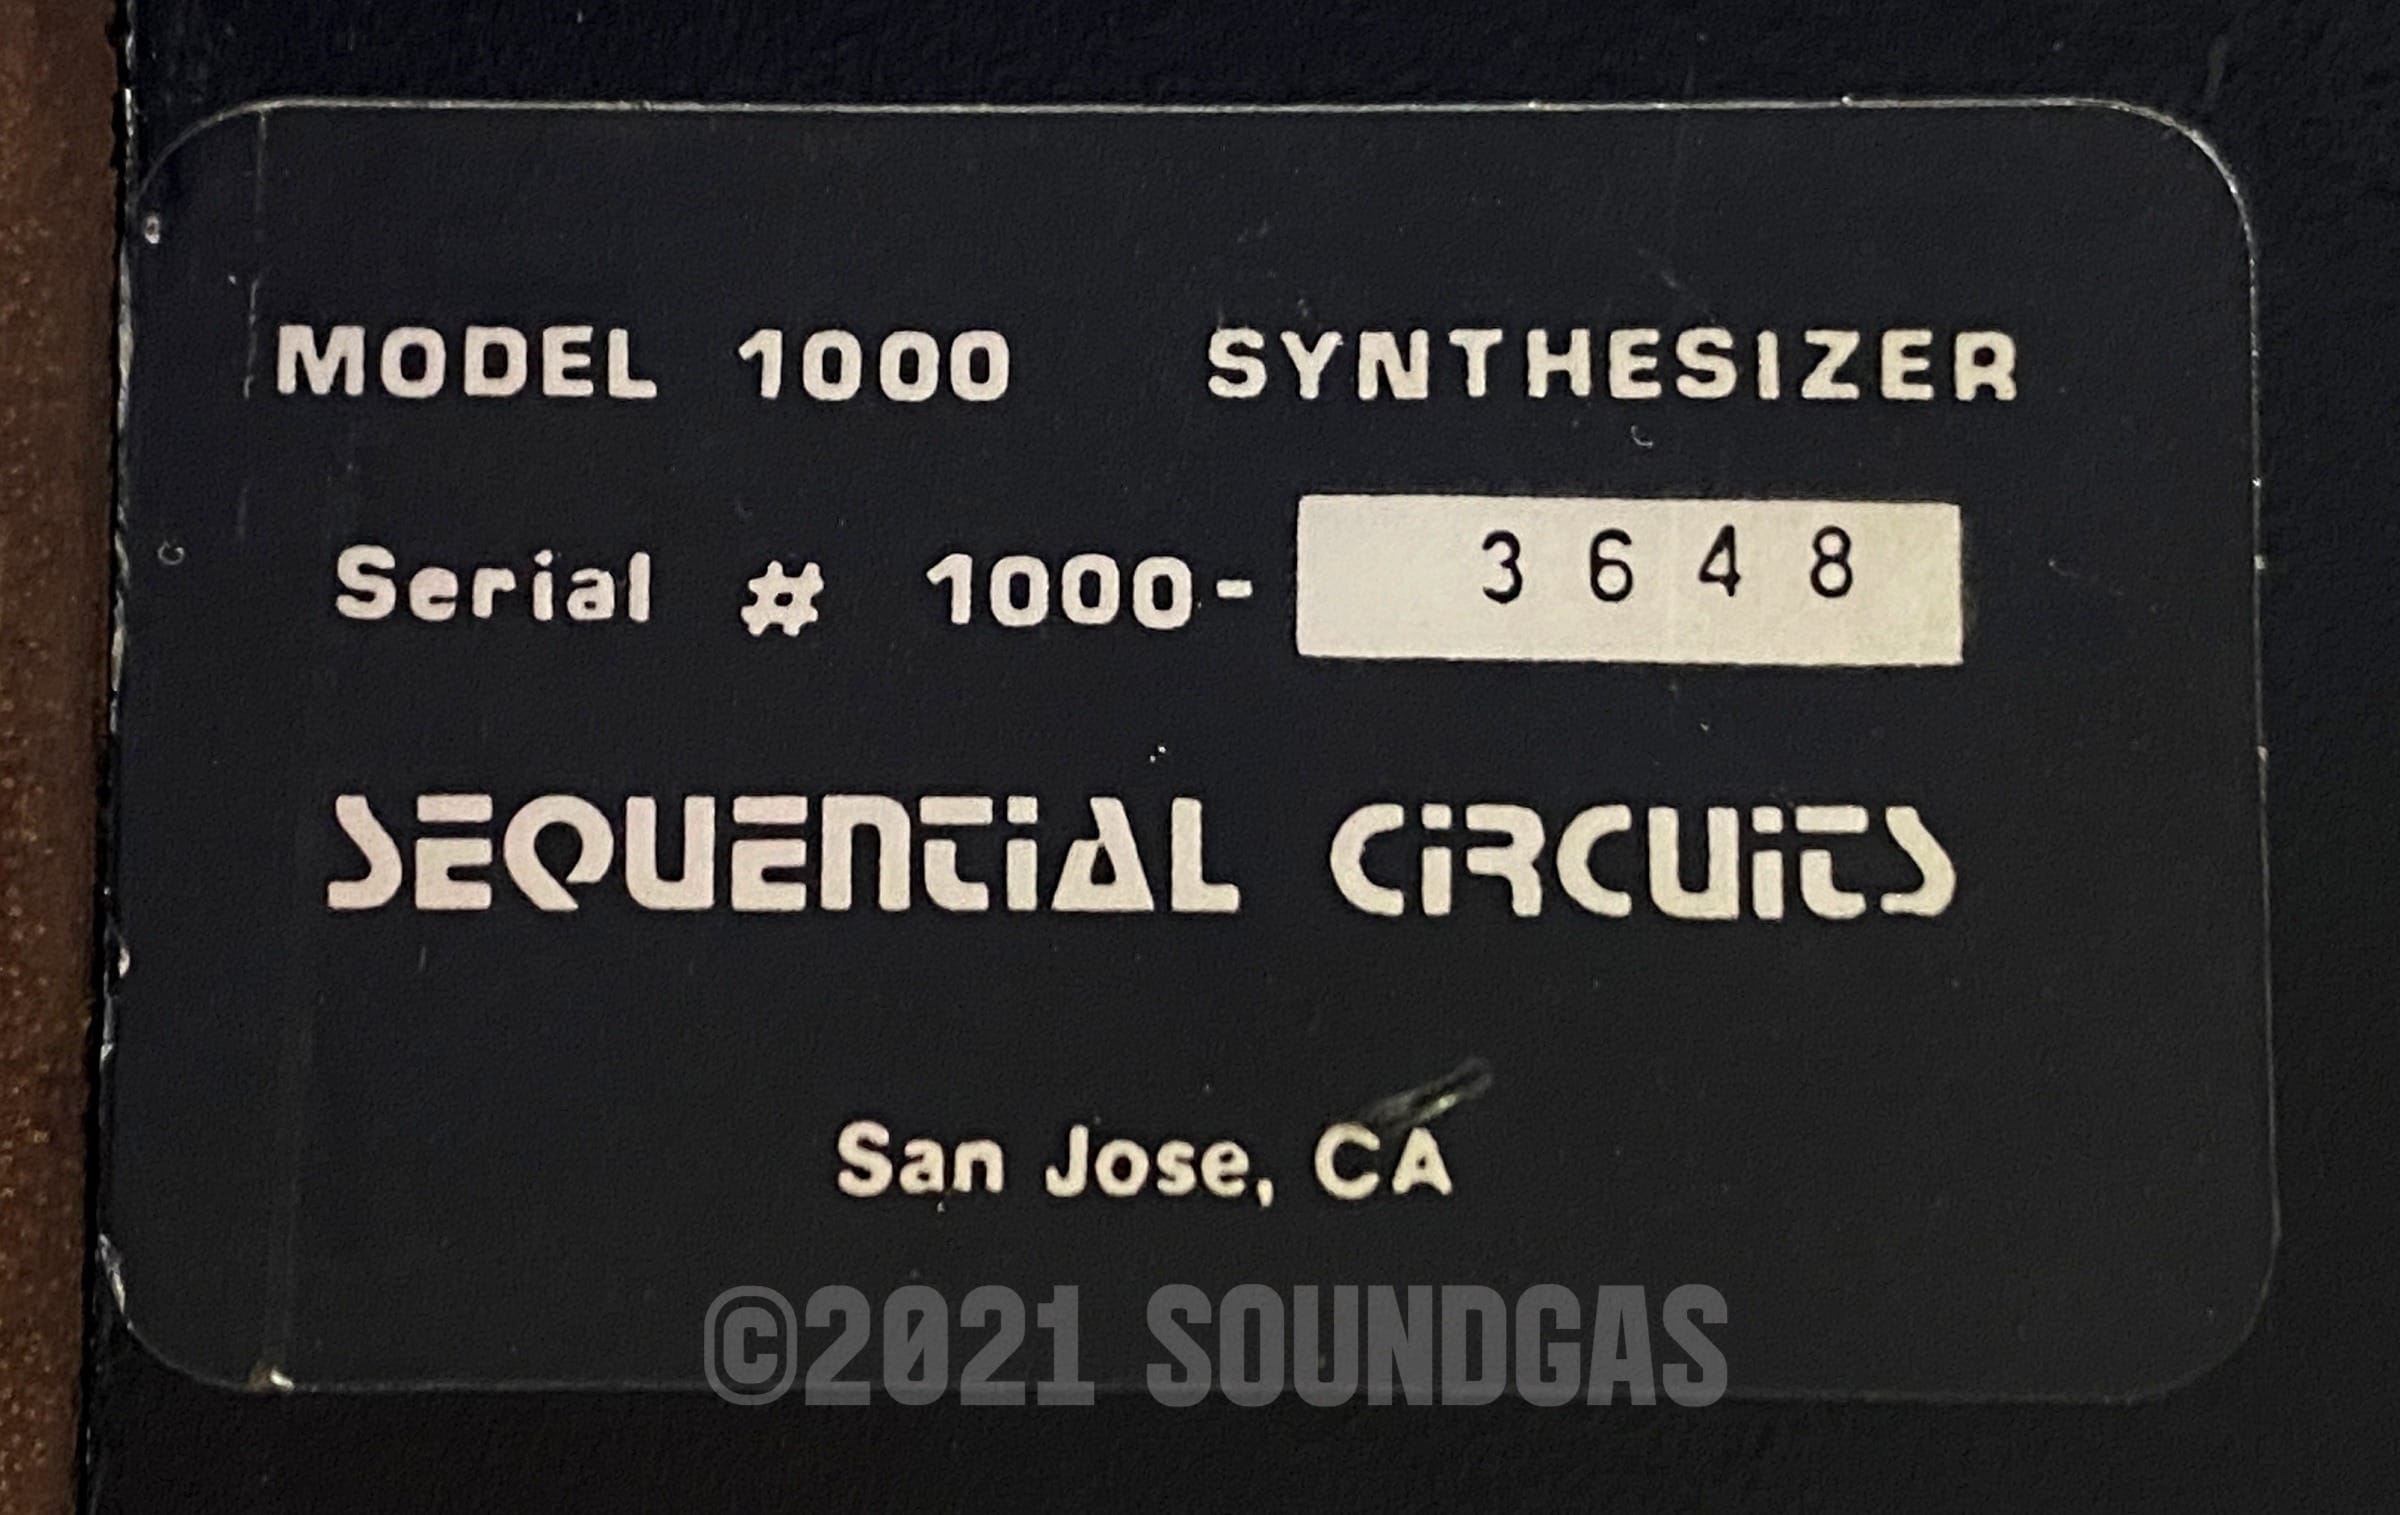 MODEL 1000 SYNTHESIZER
Serial # 1000- 3648
SEQUENTIAL CIRCUITS
San Jose, CA
©2021 SOUNDGAS